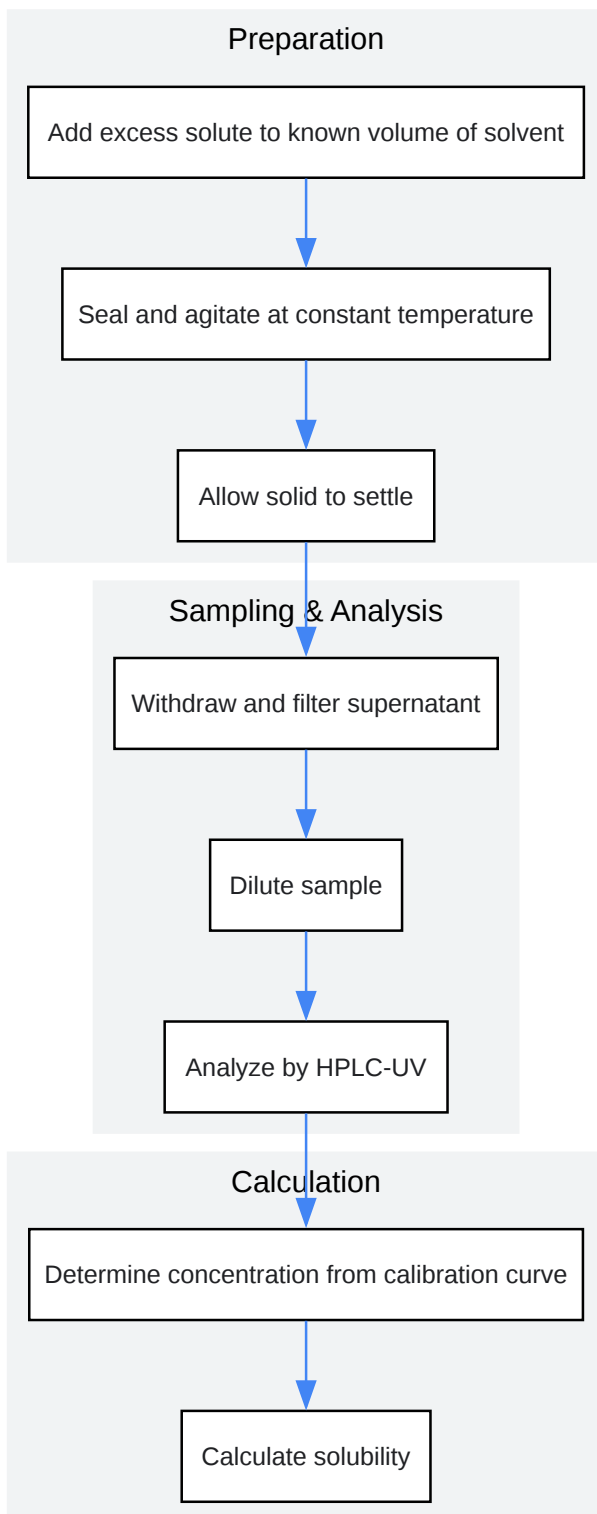 Preparation
Add excess solute to known volume of solvent
Seal and agitate at constant temperature
Allow solid to settle
Sampling & Analysis
Withdraw and filter supernatant
Dilute sample
Analyze by HPLC-UV
Calculation
Determine concentration from calibration curve
Calculate solubility